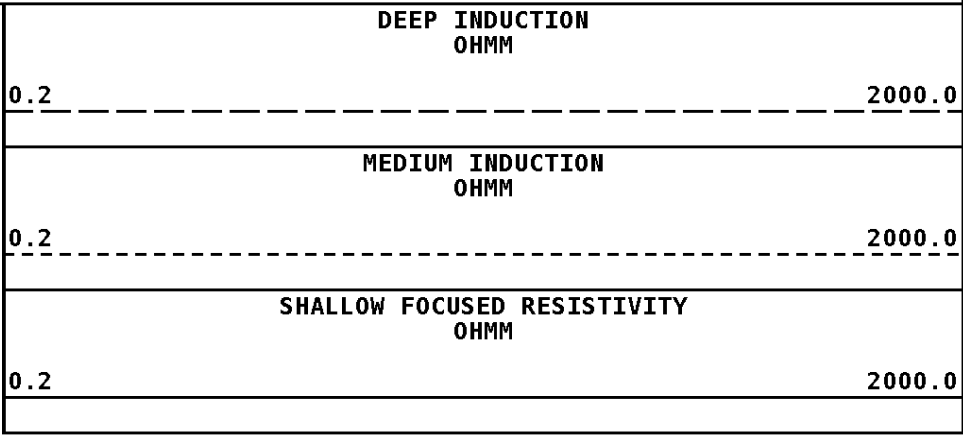 DEEP INDUCTION
OHMM
0.2 2000.0
MEDIUM INDUCTION
OHMM
0.2 2000.0
SHALLOW FOCUSED RESISTIVITY
OHMM
0.2 2000.0